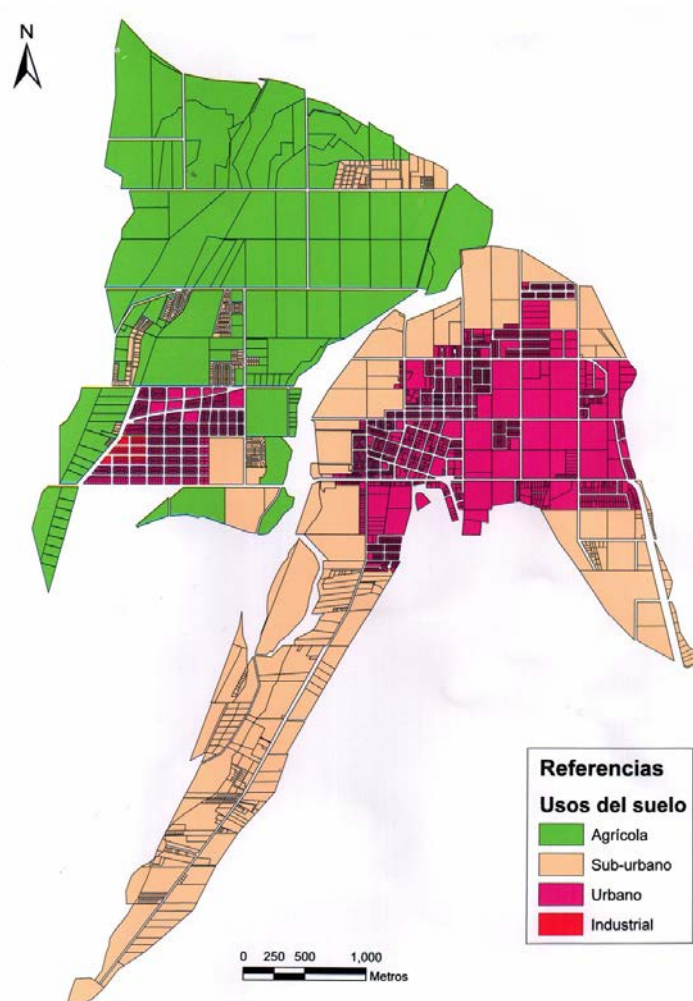 N
Referencias
Usos del suelo
Agrícola
Sub-urbano
Urbano
Industrial
0 250 500 1,000
Metros